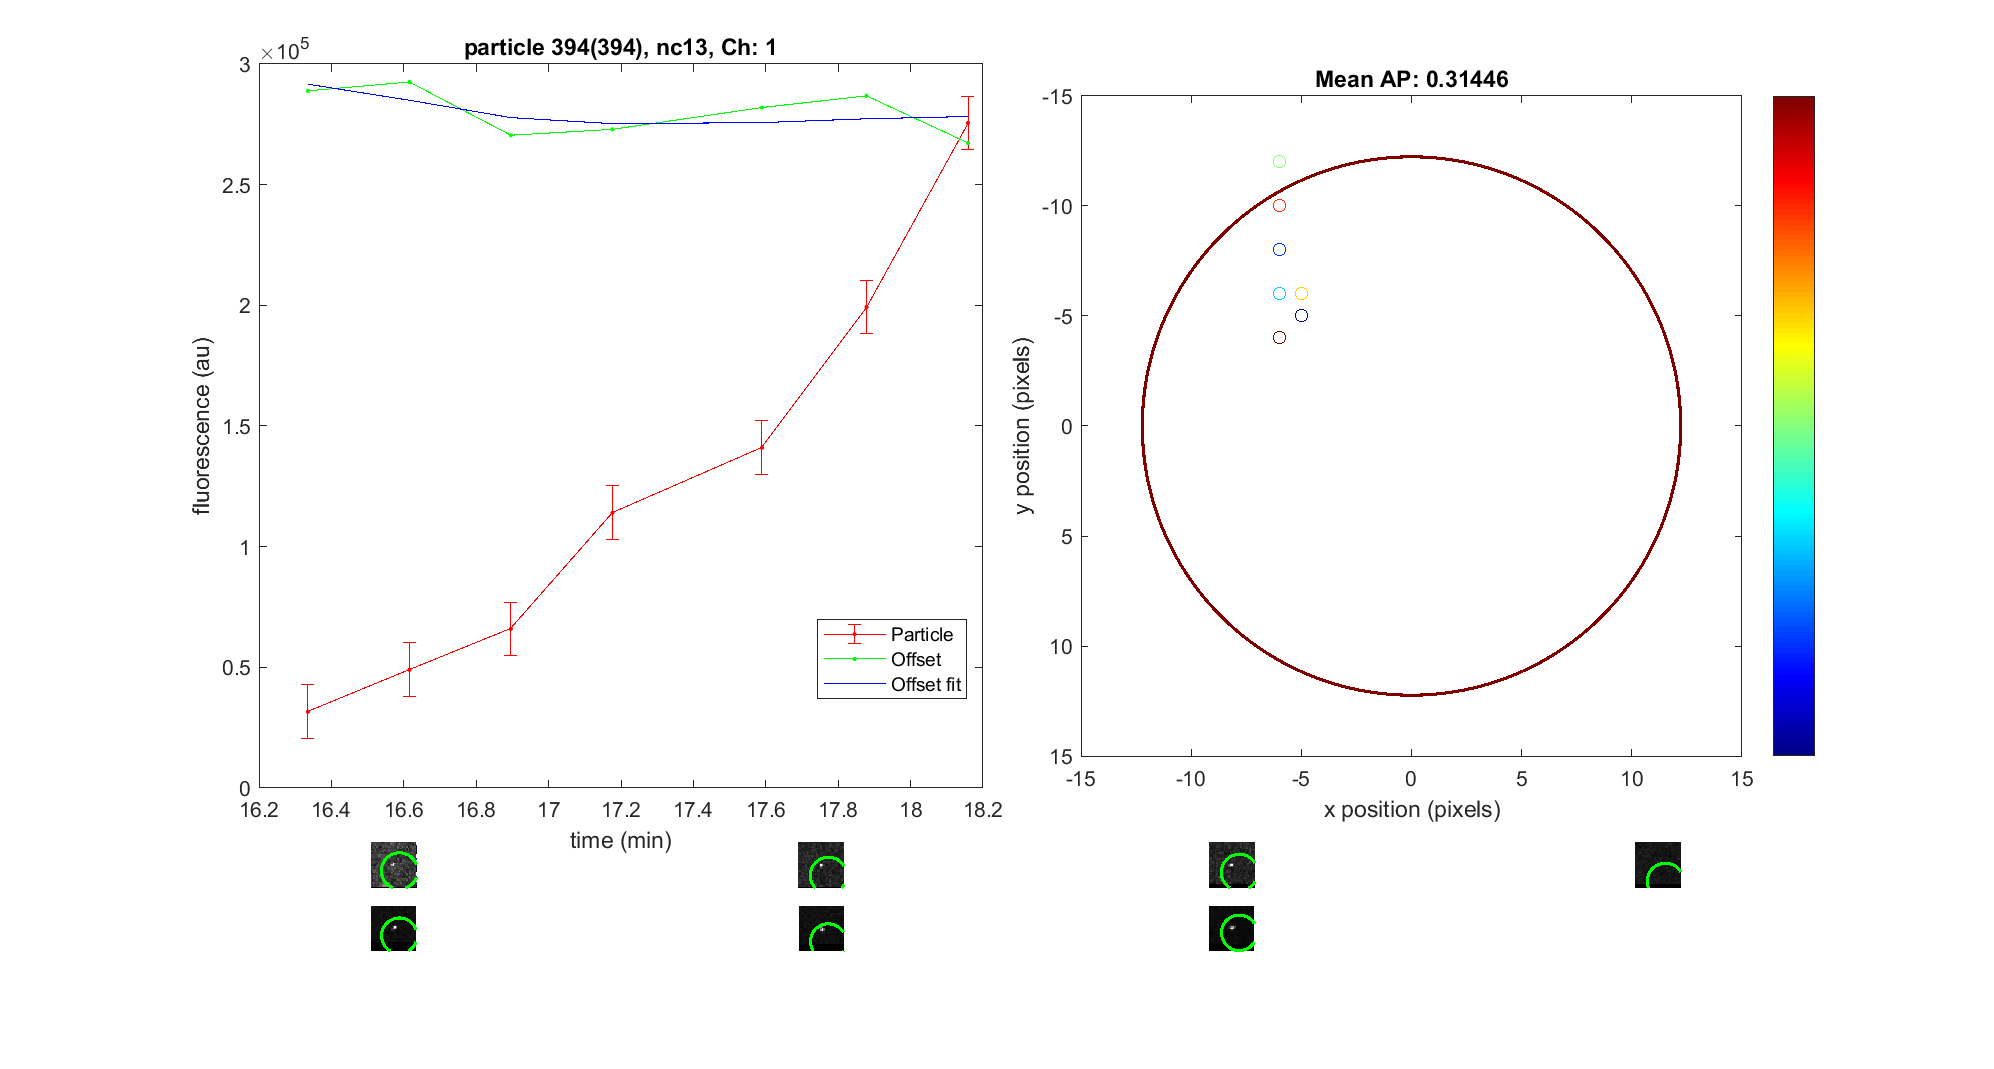 particle 394(394), nc13, Ch: 1
×10^5
3
2.5
2
1.5
1
0.5
0
fluorescence (au)
16.2 16.4 16.6 16.8 17 17.2 17.4 17.6 17.8 18 18.2
time (min)
Particle
Offset
Offset fit
Mean AP: 0.31446
-15
-10
-5
0
5
10
15
y position (pixels)
-15 -10 -5 0 5 10 15
x position (pixels)